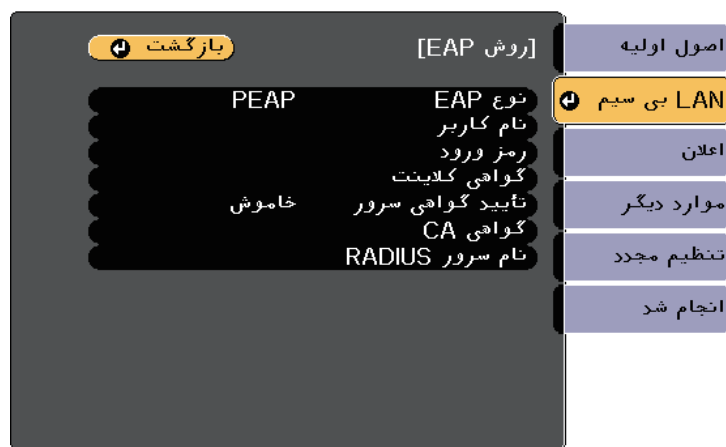 اصول اولیه
LAN بی سیم
اعلان
موارد دیگر
تنظیم مجدد
انجام شد
[روش EAP]
بازگشت
نوع EAP PEAP
نام کاربر
رمز ورود
گواهی کلاینت
تأیید گواهی سرور خاموش
گواهی CA
نام سرور RADIUS